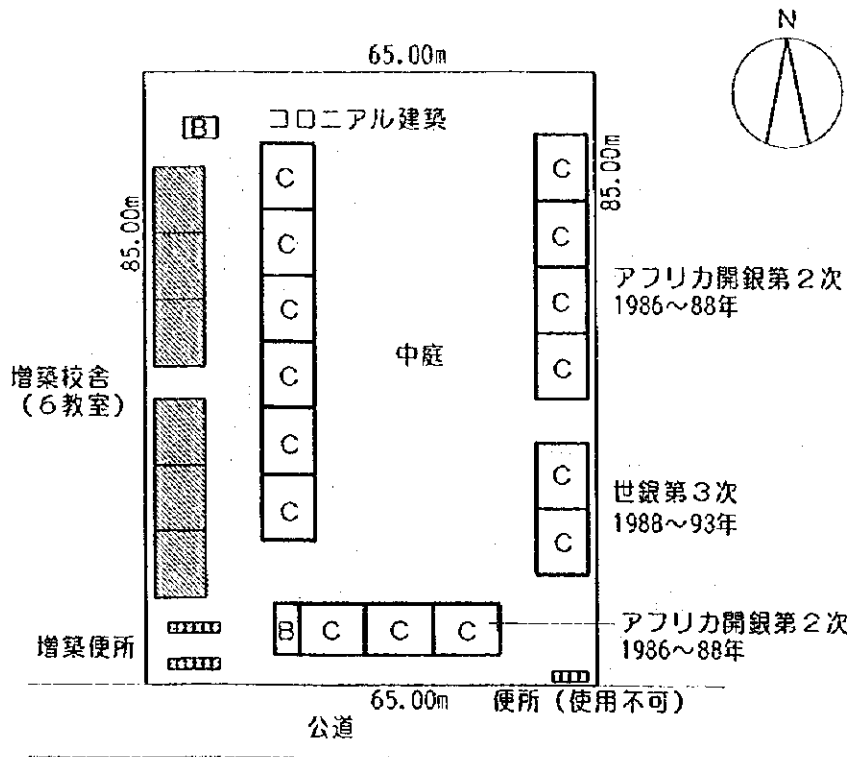 N
65.00m
コロニアル建築
B
C
C
C
C
C
C
C
C
C
C
85.00m
85.00m
アフリカ開銀第2次
1986〜88年
中庭
増築校舎
(6教室)
C
C
世銀第3次
1988〜93年
B C C C
アフリカ開銀第2次
1986〜88年
増築便所
65.00m
便所(使用不可)
公道